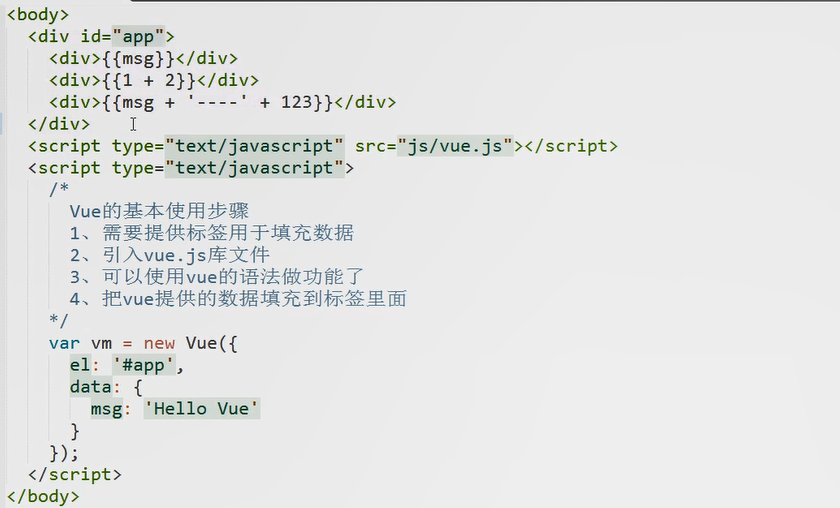 <body>
<div id="app">
<div>{{msg}}</div>
<div>{{1 + 2}}</div>
<div>{{msg + '----' + 123}}</div>
</div>
<script type="text/javascript" src="js/vue.js"></script>
<script type="text/javascript">
/*
Vue的基本使用步骤
1、需要提供标签用于填充数据
2、引入vue.js库文件
3、可以使用vue的语法做功能了
4、把vue提供的数据填充到标签里面
*/
var vm = new Vue({
el: '#app',
data: {
msg: 'Hello Vue'
}
});
</script>
</body>